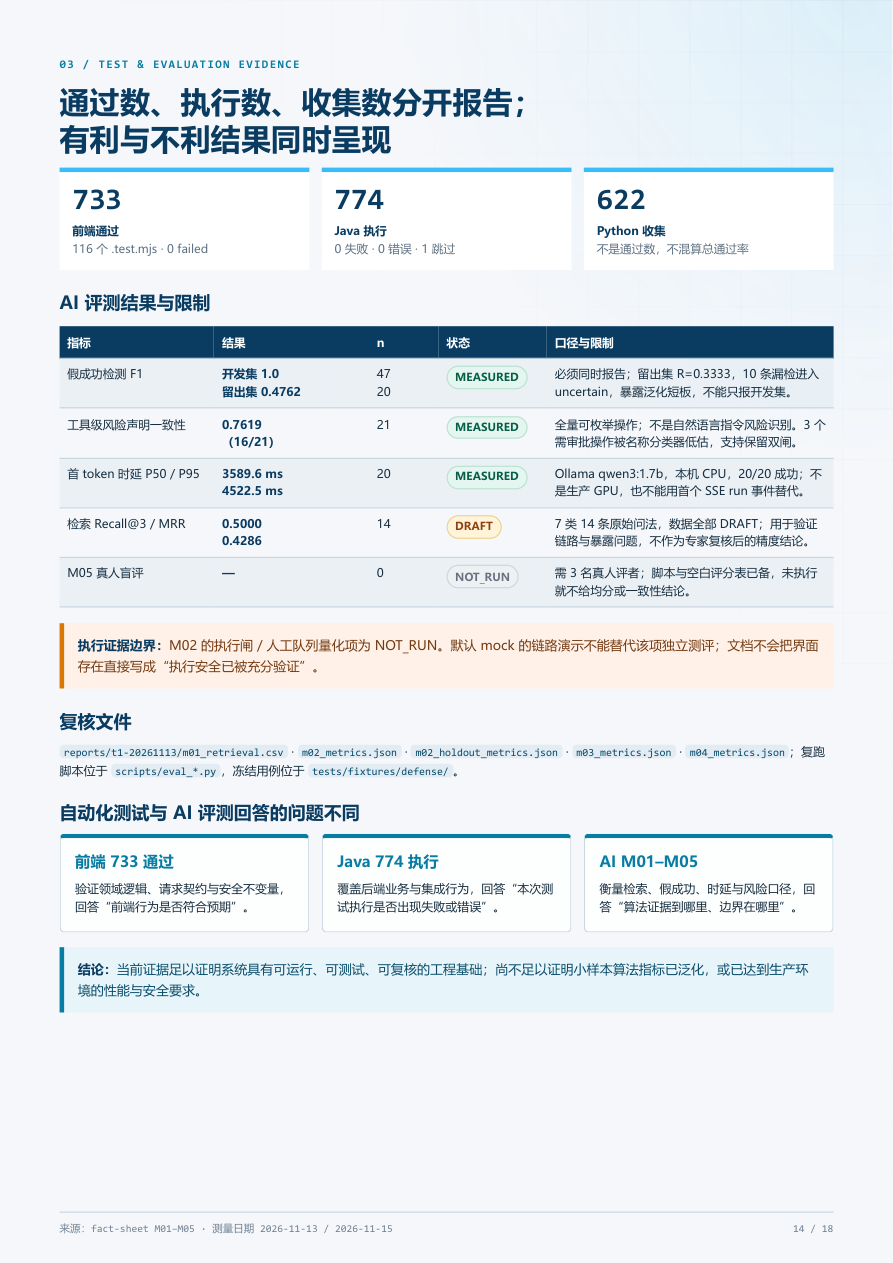 03 / TEST & EVALUATION EVIDENCE
通过数、执行数、收集数分开报告；
有利与不利结果同时呈现
733
前端通过
116 个 .test.mjs · 0 failed
774
Java 执行
0 失败 · 0 错误 · 1 跳过
622
Python 收集
不是通过数，不混算总通过率
AI 评测结果与限制
指标 结果 n 状态 口径与限制
假成功检测 F1
开发集 1.0
留出集 0.4762
47
20
MEASURED
必须同时报告；留出集 R=0.3333，10 条漏检进入
uncertain，暴露泛化短板，不能只报开发集。
工具级风险声明一致性
0.7619
（16/21）
21
MEASURED
全量可枚举操作；不是自然语言指令风险识别。3 个
需审批操作被名称分类器低估，支持保留双闸。
首 token 时延 P50 / P95
3589.6 ms
4522.5 ms
20
MEASURED
Ollama qwen3:1.7b，本机 CPU，20/20 成功；不
是生产 GPU，也不能用首个 SSE run 事件替代。
检索 Recall@3 / MRR
0.5000
0.4286
14
DRAFT
7 类 14 条原始问法，数据全部 DRAFT；用于验证
链路与暴露问题，不作为专家复核后的精度结论。
M05 真人盲评
—
0
NOT_RUN
需 3 名真人评者；脚本与空白评分表已备，未执行
就不给均分或一致性结论。
执行证据边界：M02 的执行闸 / 人工队列量化项为 NOT_RUN。默认 mock 的链路演示不能替代该项独立测评；文档不会把界面
存在直接写成“执行安全已被充分验证”。
复核文件
reports/t1-20261113/m01_retrieval.csv · m02_metrics.json · m02_holdout_metrics.json · m03_metrics.json · m04_metrics.json；复跑
脚本位于 scripts/eval_*.py，冻结用例位于 tests/fixtures/defense/。
自动化测试与 AI 评测回答的问题不同
前端 733 通过
验证领域逻辑、请求契约与安全不变量，
回答“前端行为是否符合预期”。
Java 774 执行
覆盖后端业务与集成行为，回答“本次测
试执行是否出现失败或错误”。
AI M01–M05
衡量检索、假成功、时延与风险口径，回
答“算法证据到哪里、边界在哪里”。
结论：当前证据足以证明系统具有可运行、可测试、可复核的工程基础；尚不足以证明小样本算法指标已泛化，或已达到生产环
境的性能与安全要求。
来源：fact-sheet M01–M05 · 测量日期 2026-11-13 / 2026-11-15
14 / 18